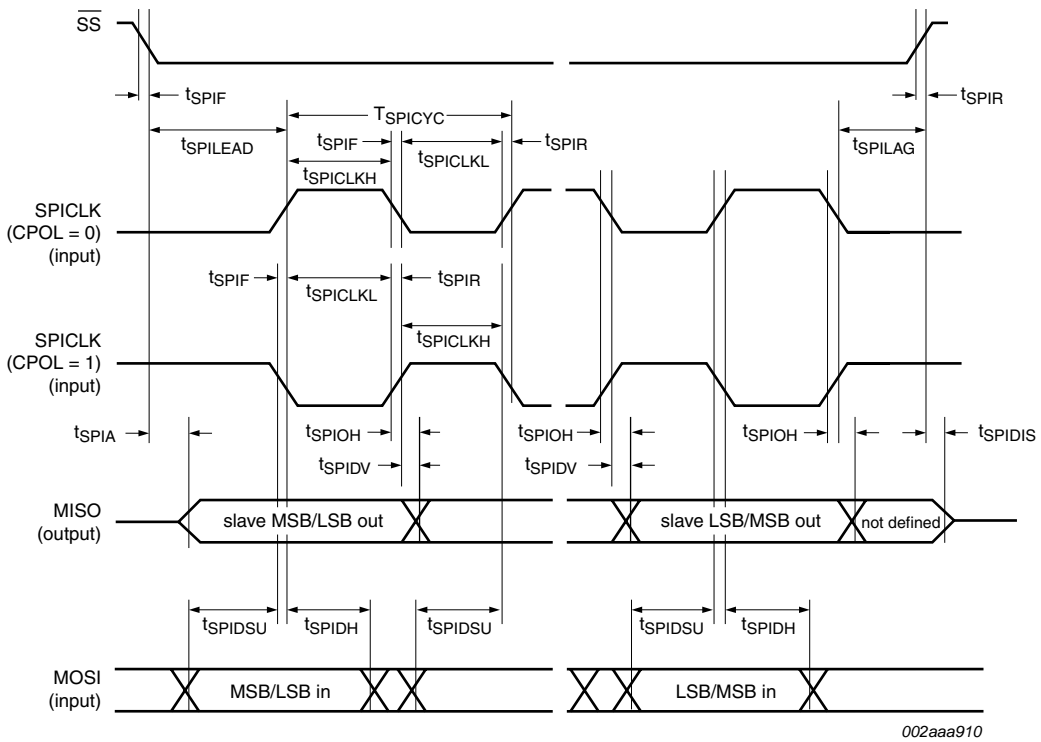 SS
tSPIF
TSPICYC
tSPIR
tSPILEAD
tSPIF
tSPICLKL
tSPIR
tSPILAG
tSPICLKH
SPICLK
(CPOL = 0)
(input)
tSPIF
tSPICLKL
tSPIR
tSPICLKH
SPICLK
(CPOL = 1)
(input)
tSPIA
tSPIOH
tSPIOH
tSPIOH
tSPIDIS
tSPIDV
tSPIDV
MISO
(output)
slave MSB/LSB out
slave LSB/MSB out
not defined
tSPIDSU
tSPIDH
tSPIDSU
tSPIDSU
tSPIDH
MOSI
(input)
MSB/LSB in
LSB/MSB in
002aaa910